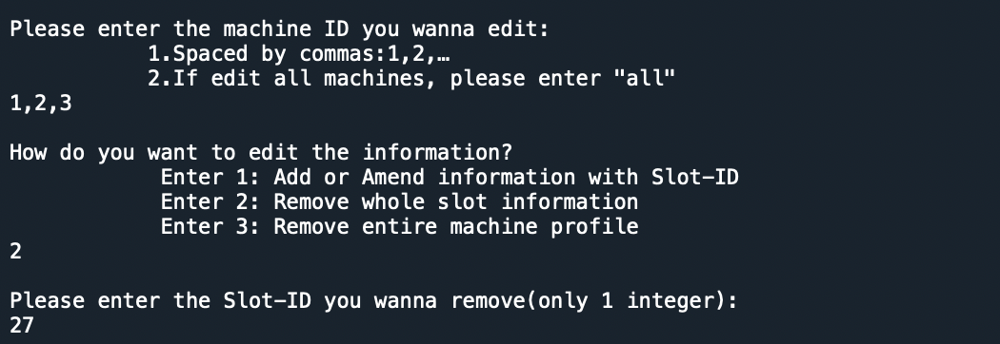 Please enter the machine ID you wanna edit:
1.Spaced by commas:1,2,…
2.If edit all machines, please enter "all"
1,2,3
How do you want to edit the information?
Enter 1: Add or Amend information with Slot-ID
Enter 2: Remove whole slot information
Enter 3: Remove entire machine profile
2
Please enter the Slot-ID you wanna remove(only 1 integer):
27